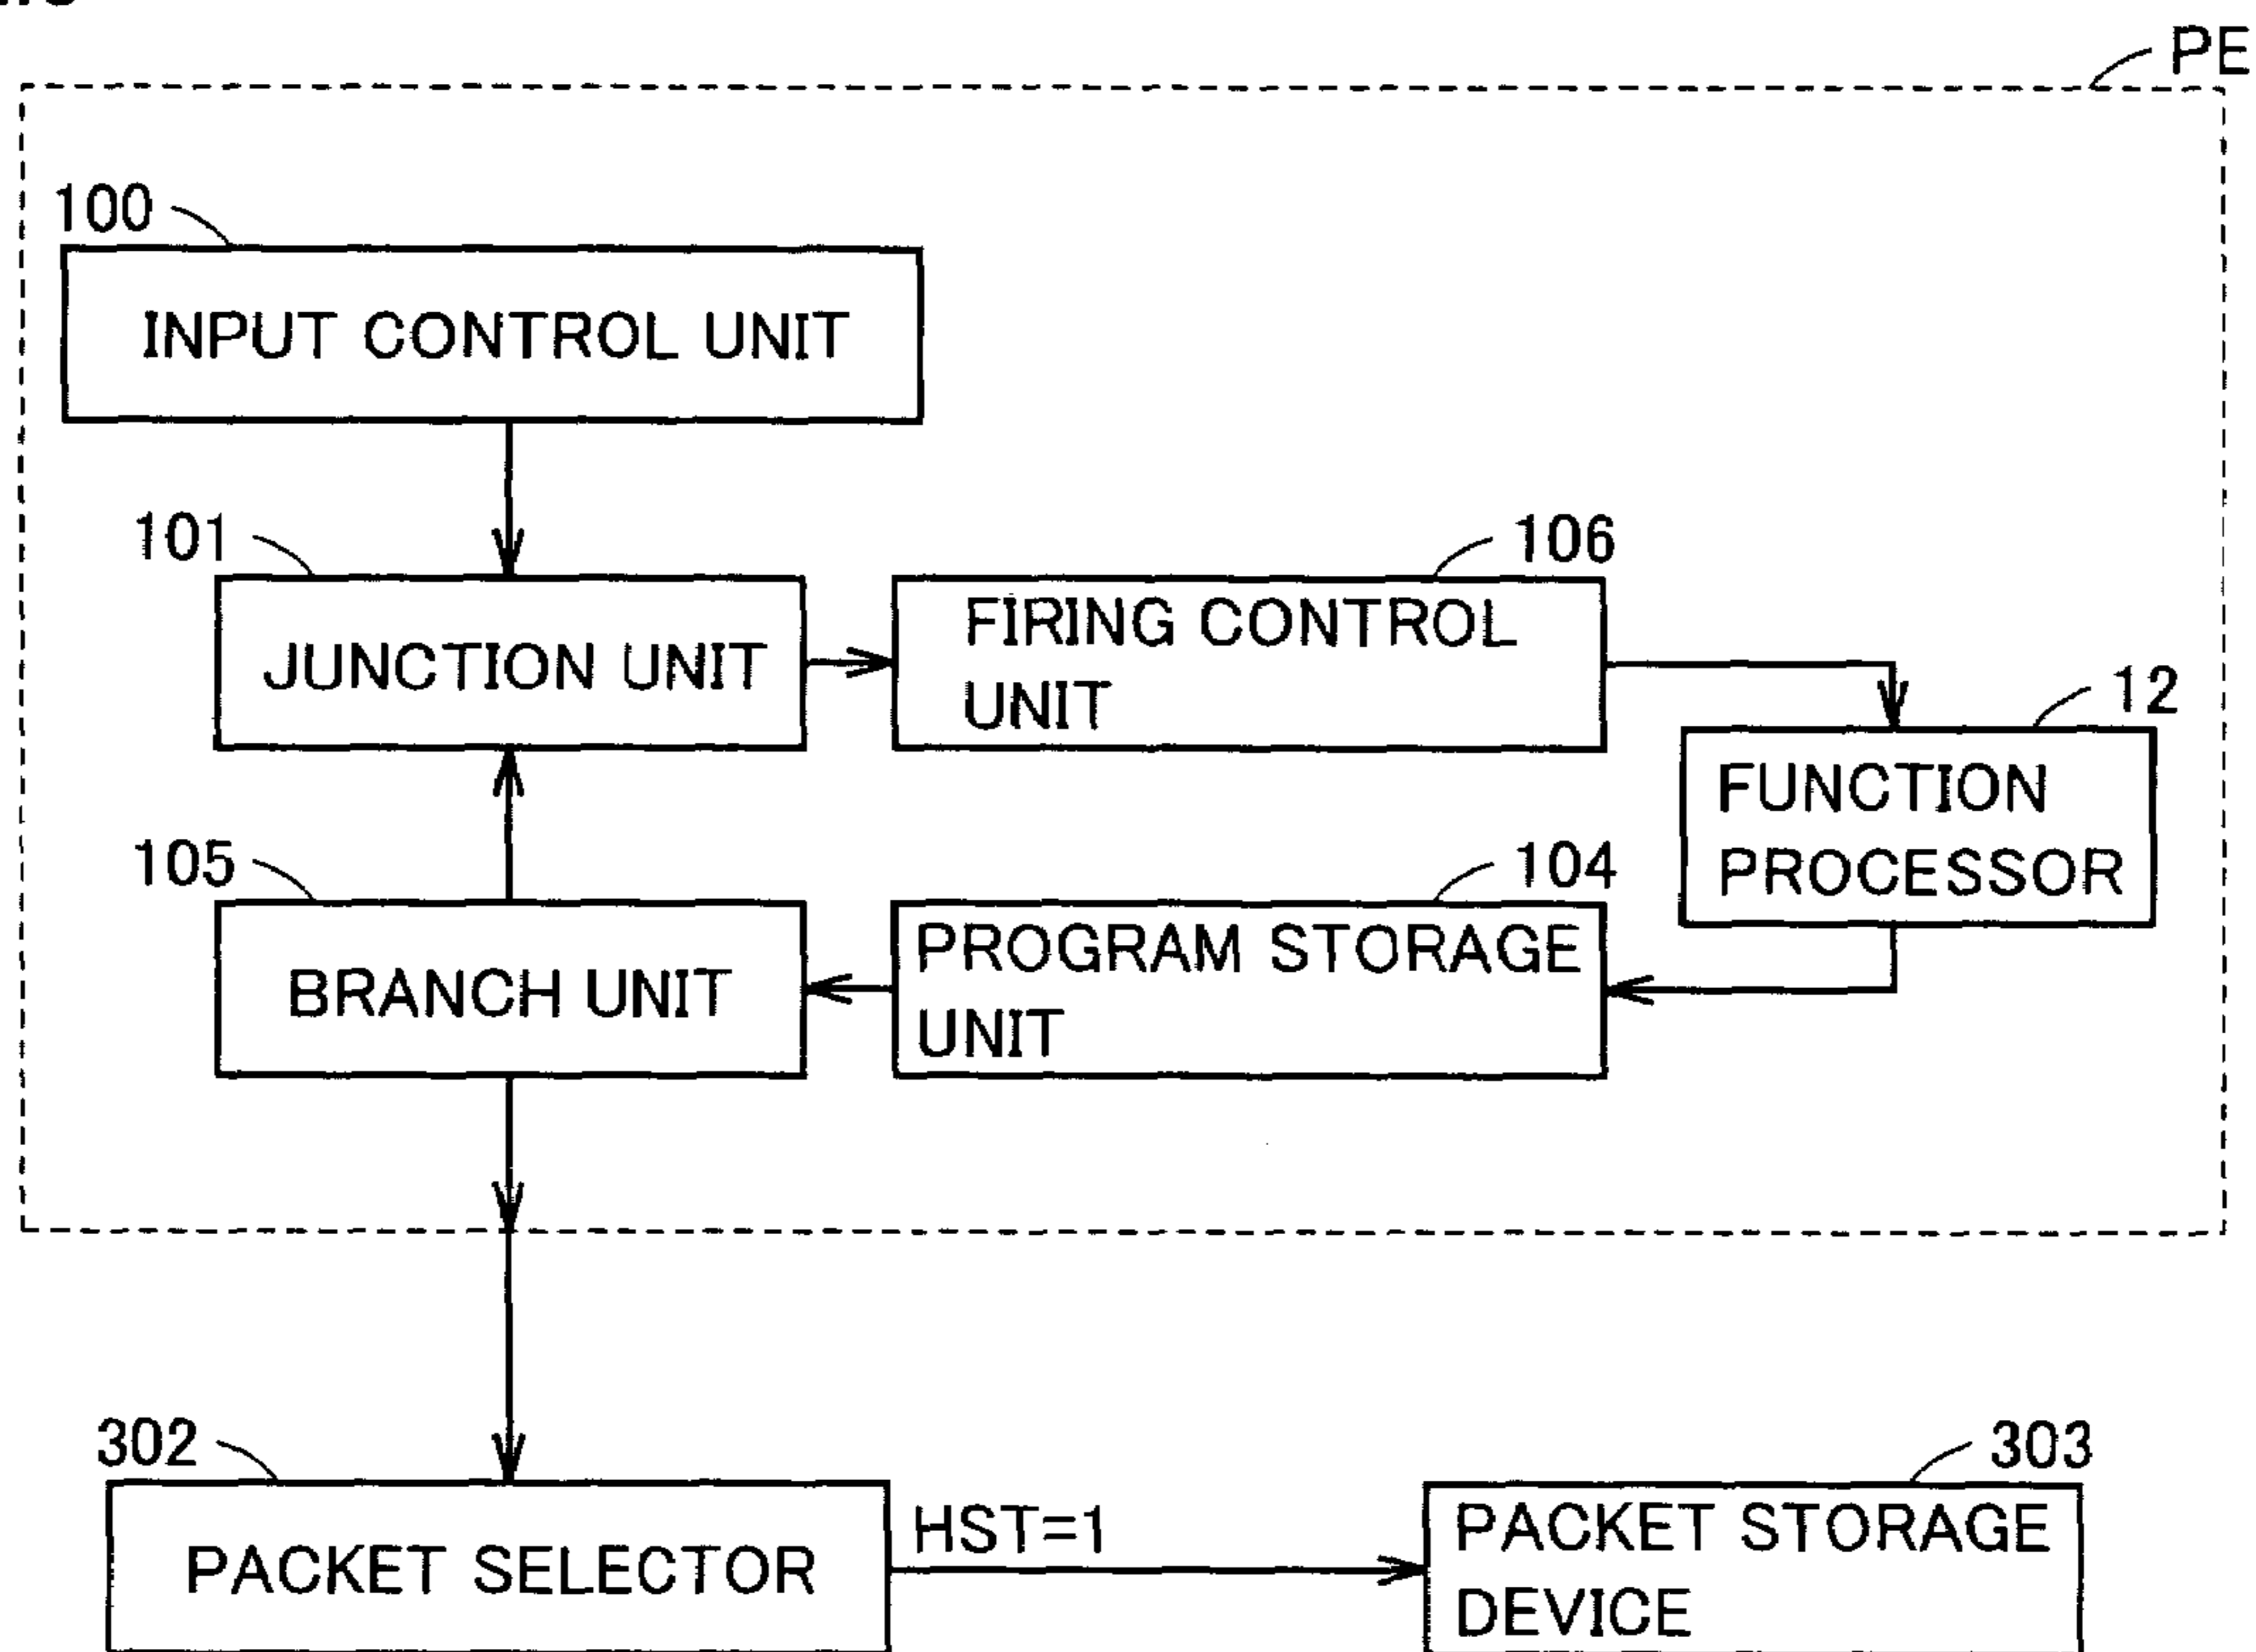 PE
100
INPUT CONTROL UNIT
101
106
JUNCTION UNIT
FIRING CONTROL
UNIT
12
FUNCTION
PROCESSOR
105
104
BRANCH UNIT
PROGRAM STORAGE
UNIT
302
303
PACKET SELECTOR
HST=1
PACKET STORAGE
DEVICE